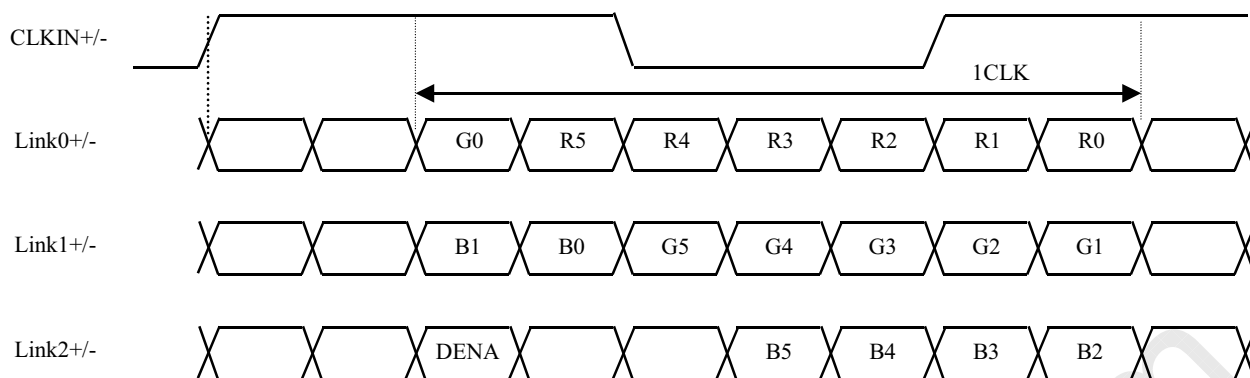 CLKIN+/-
1CLK
Link0+/- G0 R5 R4 R3 R2 R1 R0
Link1+/- B1 B0 G5 G4 G3 G2 G1
Link2+/- DENA B5 B4 B3 B2